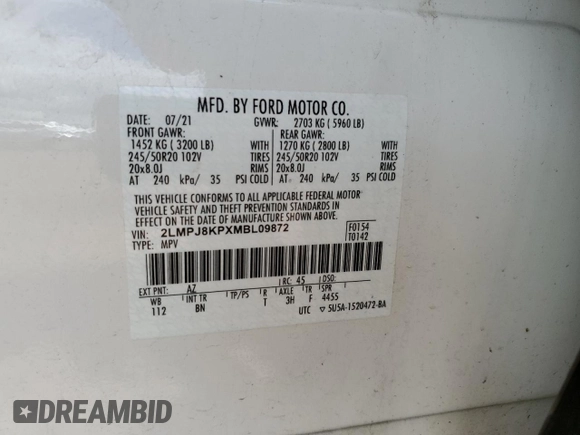 MFD. BY FORD MOTOR CO.
DATE: 07/21 GVWR: 2703 KG ( 5960 LB)
FRONT GAWR: REAR GAWR:
1452 KG ( 3200 LB) WITH 1270 KG ( 2800 LB) WITH
245/50R20 102V TIRES 245/50R20 102V TIRES
20x8.0J RIMS 20x8.0J RIMS
AT 240 kPa/ 35 PSI COLD AT 240 kPa/ 35 PSI COLD
THIS VEHICLE CONFORMS TO ALL APPLICABLE FEDERAL MOTOR
VEHICLE SAFETY AND THEFT PREVENTION STANDARDS IN
EFFECT ON THE DATE OF MANUFACTURE SHOWN ABOVE.
VIN: 2LMPJ8KPXMBL09872 F0154
TYPE: MPV T0142
EXT PNT: AZ RC: 45 DSO:
WB INT TR TP/PS R AXLE TR SPR
112 BN T 3H F 4455
UTC ▽ 5U5A-1520472-BA
DREAMBID